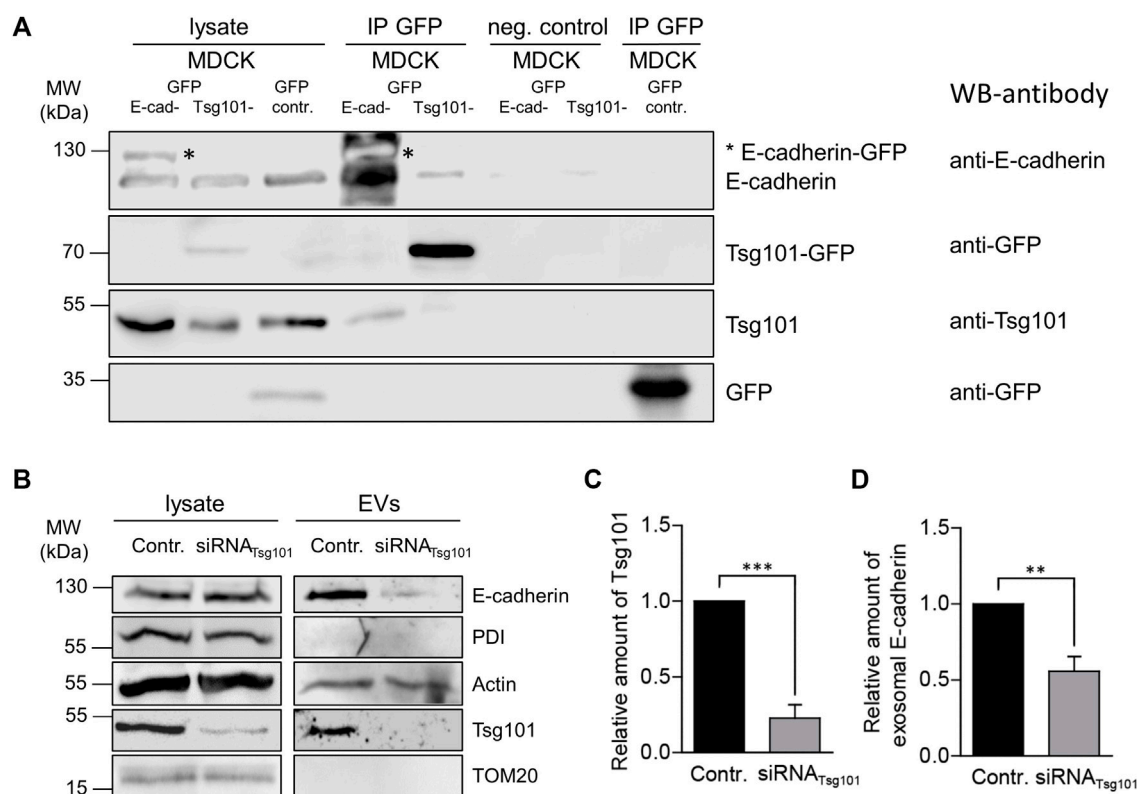 A
lysate IP GFP neg. control IP GFP
MDCK MDCK MDCK MDCK
MW (kDa)
GFP GFP GFP GFP GFP
E-cad- Tsg101- contr. E-cad- Tsg101- E-cad- Tsg101- contr.
WB-antibody
130
* *
* E-cadherin-GFP
E-cadherin
anti-E-cadherin
70
Tsg101-GFP
anti-GFP
55
Tsg101
anti-Tsg101
35
GFP
anti-GFP
B
lysate EVs
MW (kDa)
Contr. siRNATsg101 Contr. siRNATsg101
130
E-cadherin
55
PDI
55
Actin
55
Tsg101
15
TOM20
C
Relative amount of Tsg101
1.5
1.0
0.5
0.0
***
Contr. siRNATsg101
D
Relative amount of
exosomal E-cadherin
1.5
1.0
0.5
0.0
**
Contr. siRNATsg101